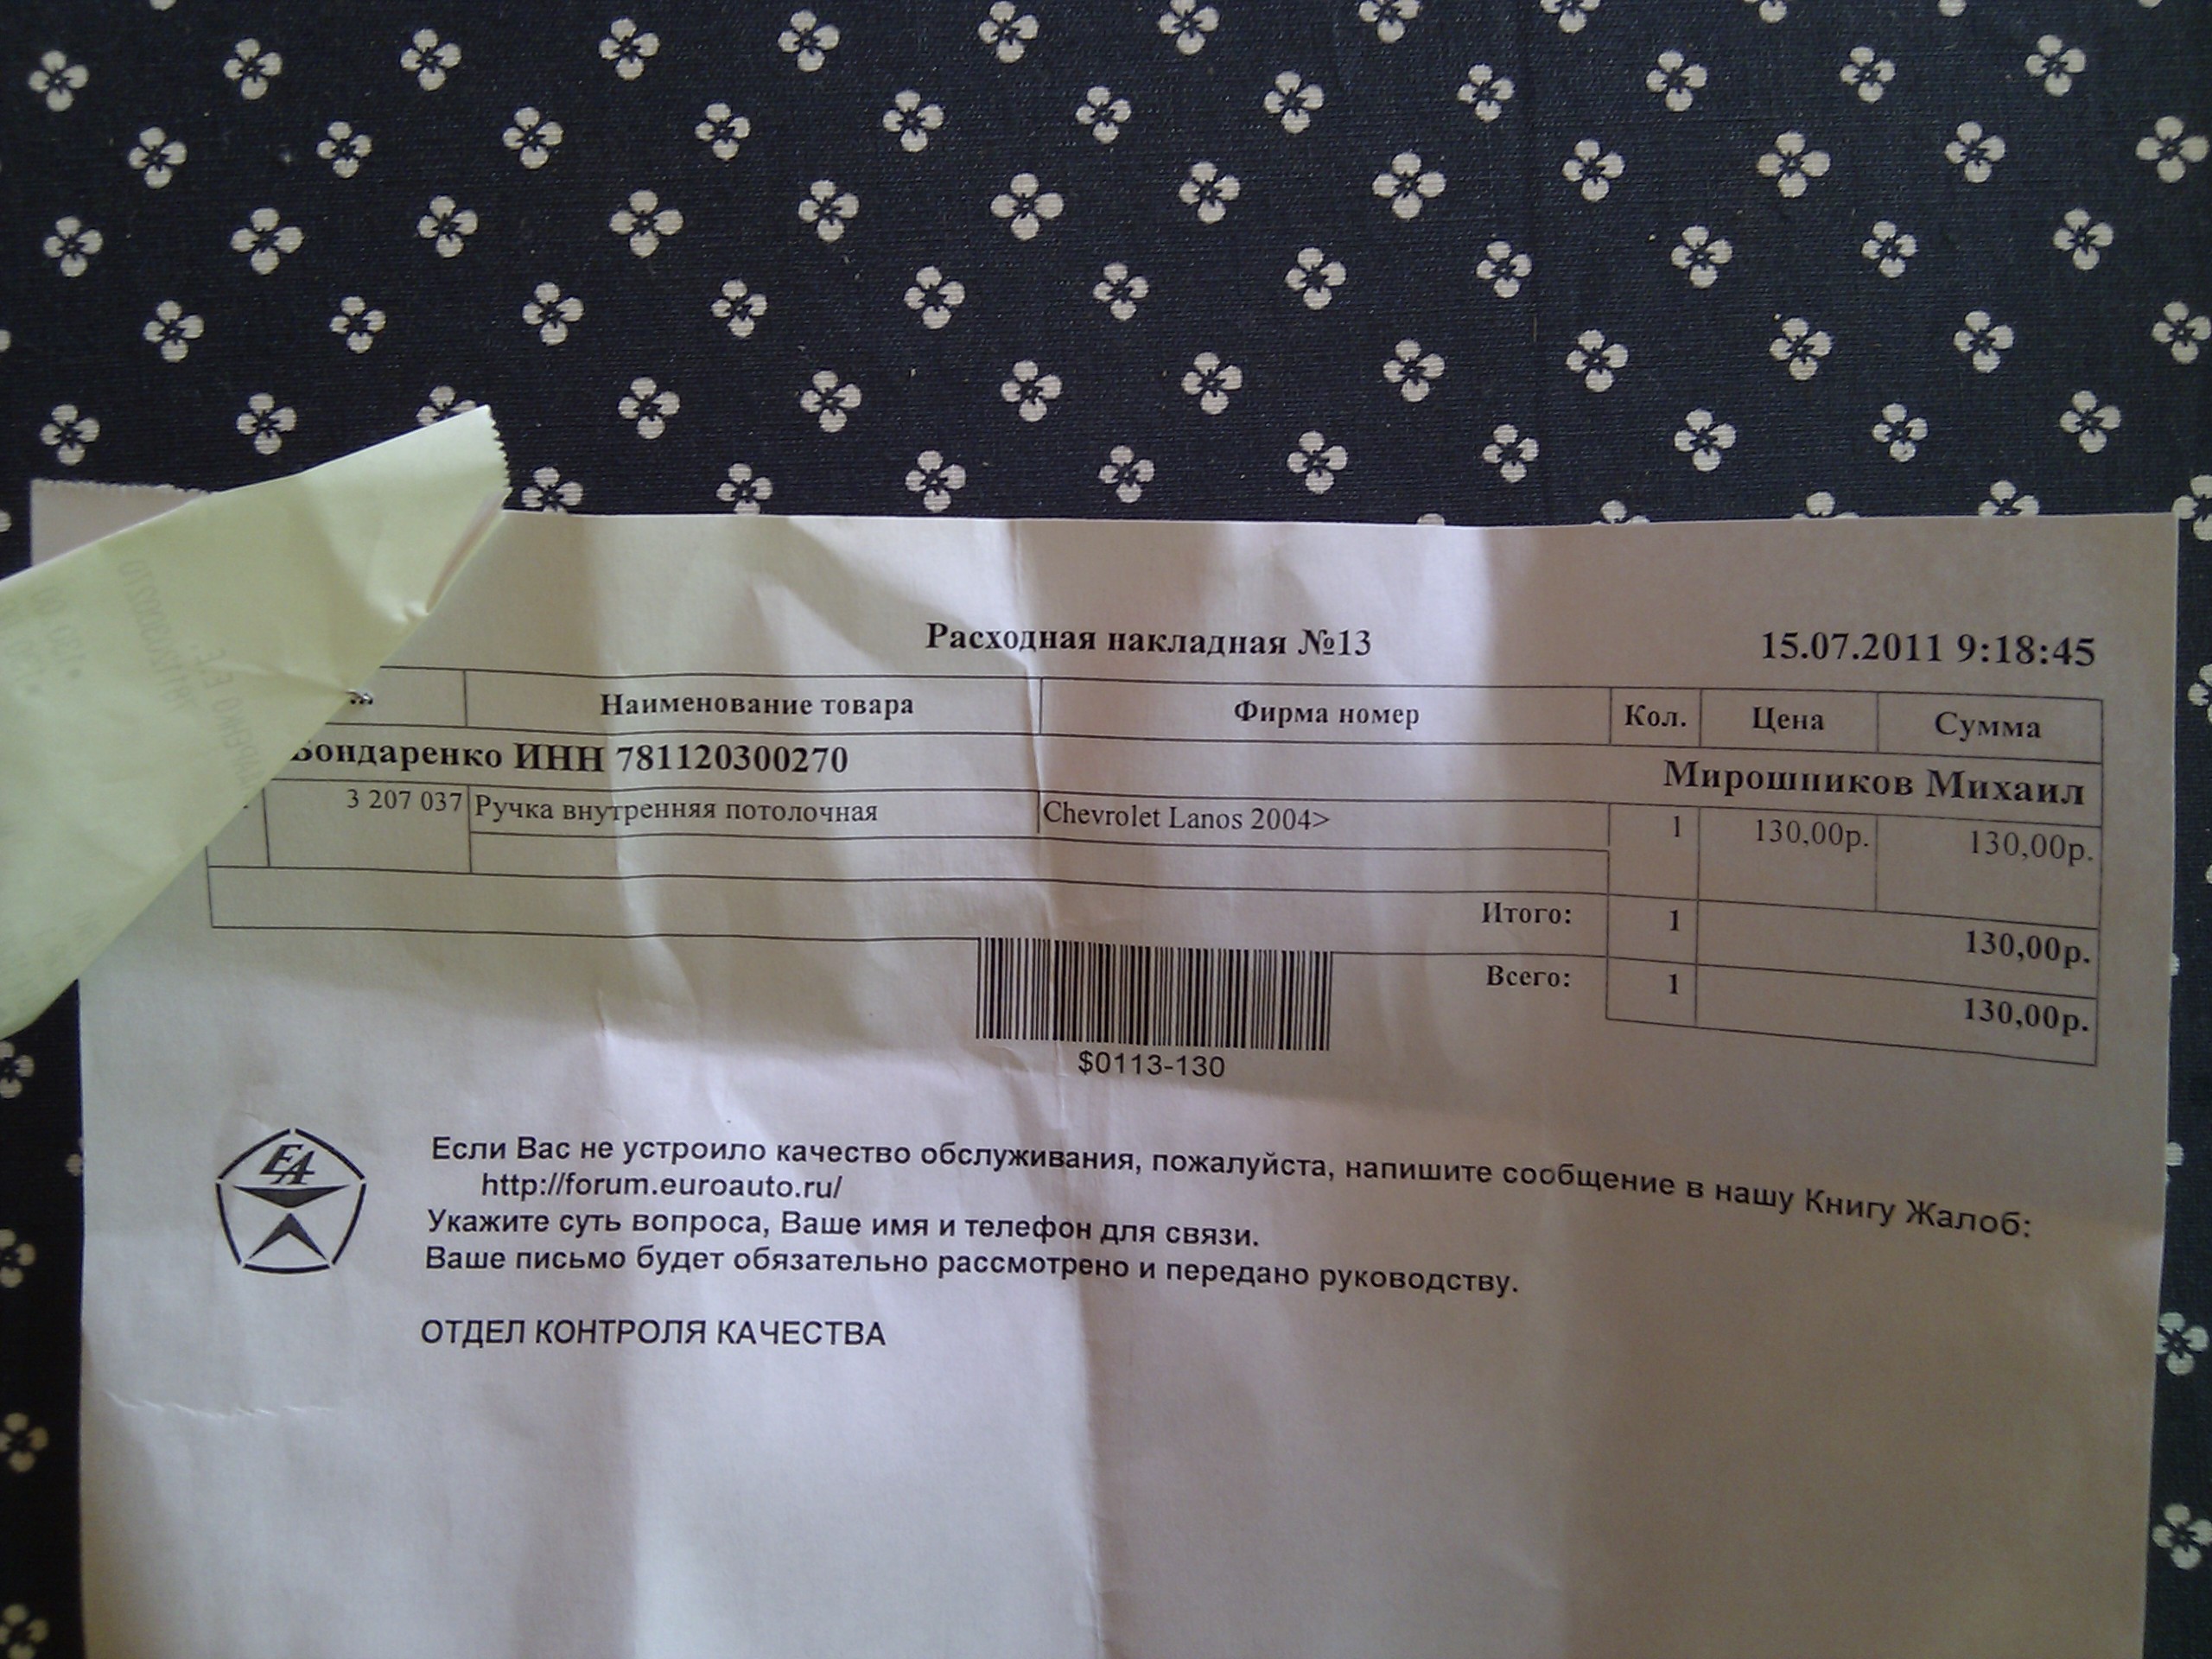 Расходная накладная №13
15.07.2011 9:18:45
Наименование товара Фирма номер Кол. Цена Сумма
Бондаренко ИНН 781120300270 Мирошников Михаил
3 207 037 Ручка внутренняя потолочная Chevrolet Lanos 2004> 1 130,00р. 130,00р.
Итого: 1 130,00р.
Всего: 1 130,00р.
$0113-130
EA
Если Вас не устроило качество обслуживания, пожалуйста, напишите сообщение в нашу Книгу Жалоб:
http://forum.euroauto.ru/
Укажите суть вопроса, Ваше имя и телефон для связи.
Ваше письмо будет обязательно рассмотрено и передано руководству.
ОТДЕЛ КОНТРОЛЯ КАЧЕСТВА